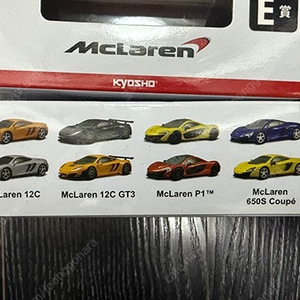 E賞
McLaren
KYOSHO
Laren 12C
McLaren 12C GT3
McLaren P1™
McLaren
650S Coupé